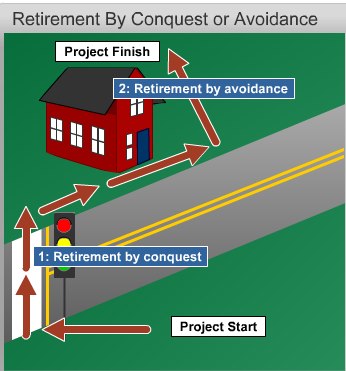 Retirement By Conquest or Avoidance
Project Finish
2: Retirement by avoidance
1: Retirement by conquest
Project Start